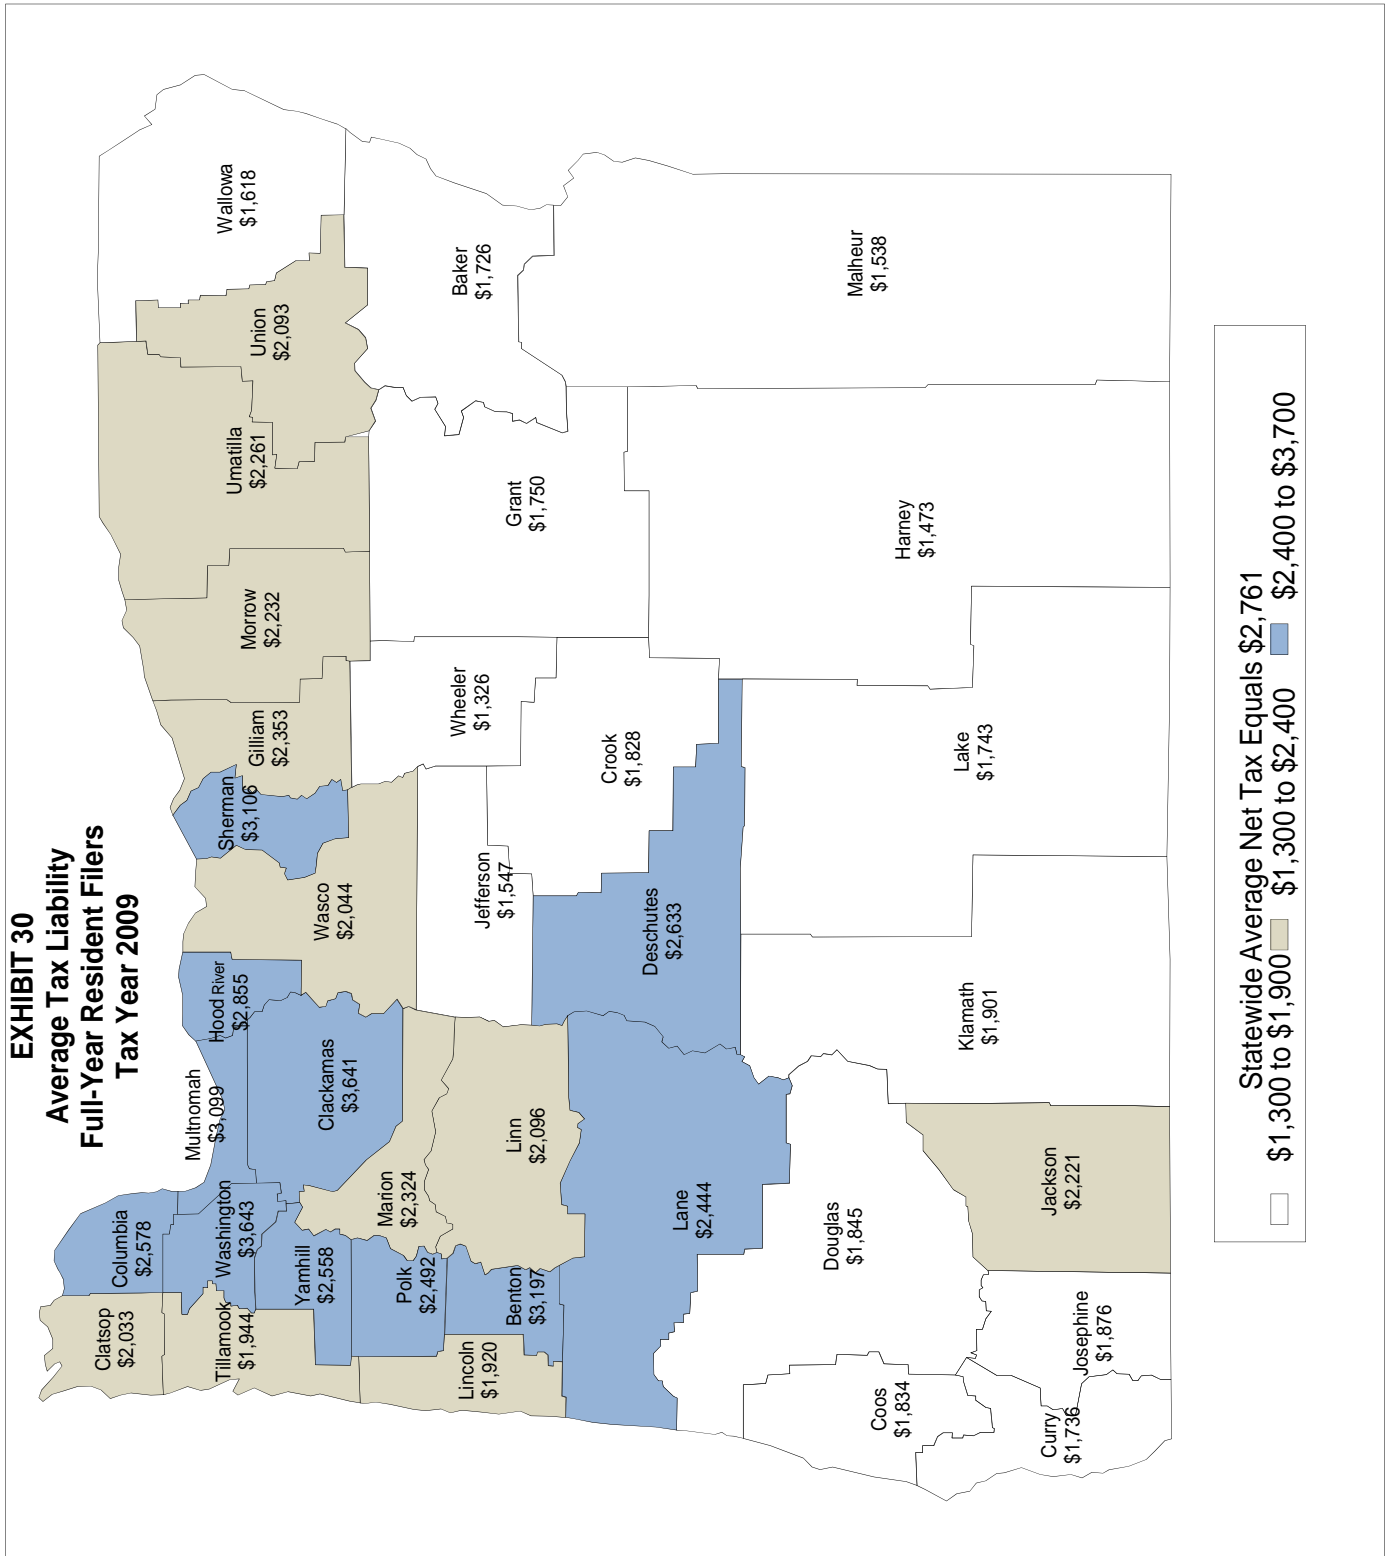 EXHIBIT 30
Average Tax Liability
Full-Year Resident Filers
Tax Year 2009
Clatsop
$2,033
Columbia
$2,578
Tillamook
$1,944
Washington
$3,643
Multnomah
$3,099
Hood River
$2,855
Sherman
$3,106
Gilliam
$2,353
Morrow
$2,232
Umatilla
$2,261
Union
$2,093
Wallowa
$1,618
Yamhill
$2,558
Clackamas
$3,641
Wasco
$2,044
Polk
$2,492
Marion
$2,324
Lincoln
$1,920
Benton
$3,197
Linn
$2,096
Jefferson
$1,547
Wheeler
$1,326
Grant
$1,750
Baker
$1,726
Lane
$2,444
Deschutes
$2,633
Crook
$1,828
Coos
$1,834
Douglas
$1,845
Klamath
$1,901
Lake
$1,743
Harney
$1,473
Malheur
$1,538
Curry
$1,736
Josephine
$1,876
Jackson
$2,221
Statewide Average Net Tax Equals $2,761
$1,300 to $1,900 $1,300 to $2,400 $2,400 to $3,700